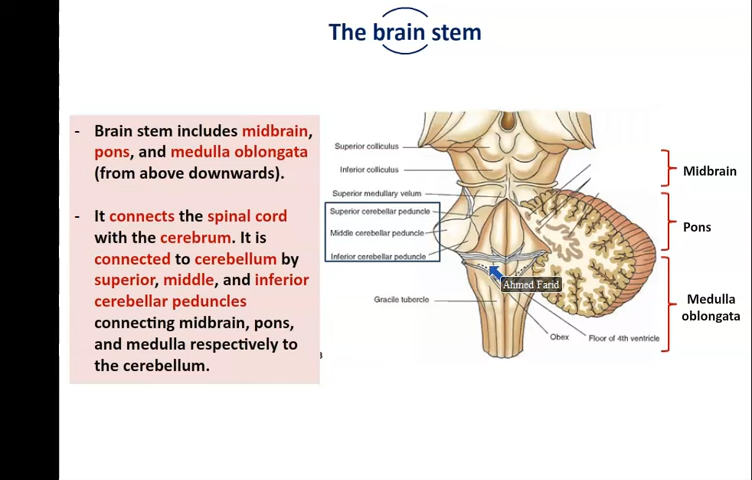 The brain stem
- Brain stem includes midbrain,
pons, and medulla oblongata
(from above downwards).
- It connects the spinal cord
with the cerebrum. It is
connected to cerebellum by
superior, middle, and inferior
cerebellar peduncles
connecting midbrain, pons,
and medulla respectively to
the cerebellum.
Superior colliculus
Inferior colliculus
Superior medullary velum
Superior cerebellar peduncle
Middle cerebellar peduncle
Inferior cerebellar peduncle
Gracile tubercle
Ahmed Farid
Obex
Floor of 4th ventricle
Midbrain
Pons
Medulla
oblongata